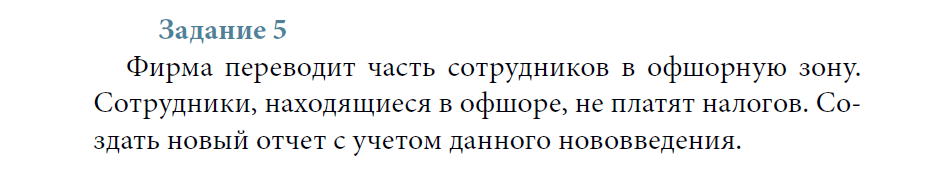 Задание 5
Фирма переводит часть сотрудников в офшорную зону.
Сотрудники, находящиеся в офшоре, не платят налогов. Со-
здать новый отчет с учетом данного нововведения.